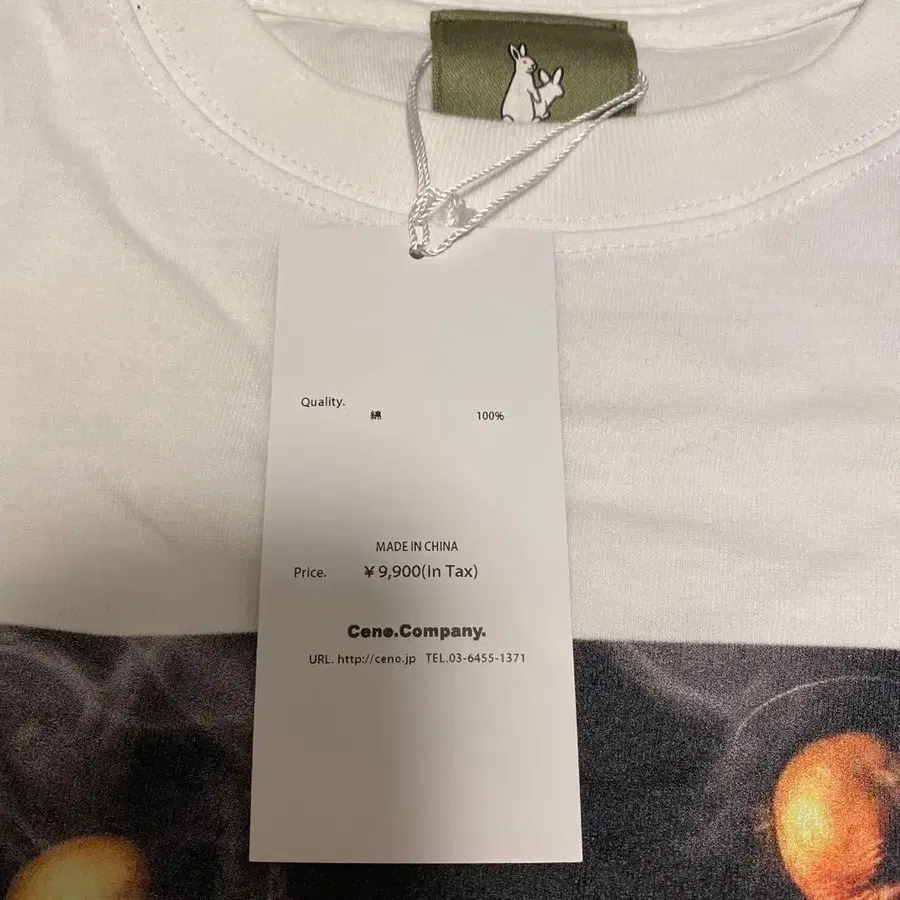 Quality.
綿 100%
MADE IN CHINA
Price. ¥9,900(In Tax)
Ceno.Company.
URL. http://ceno.jp TEL.03-6455-1371